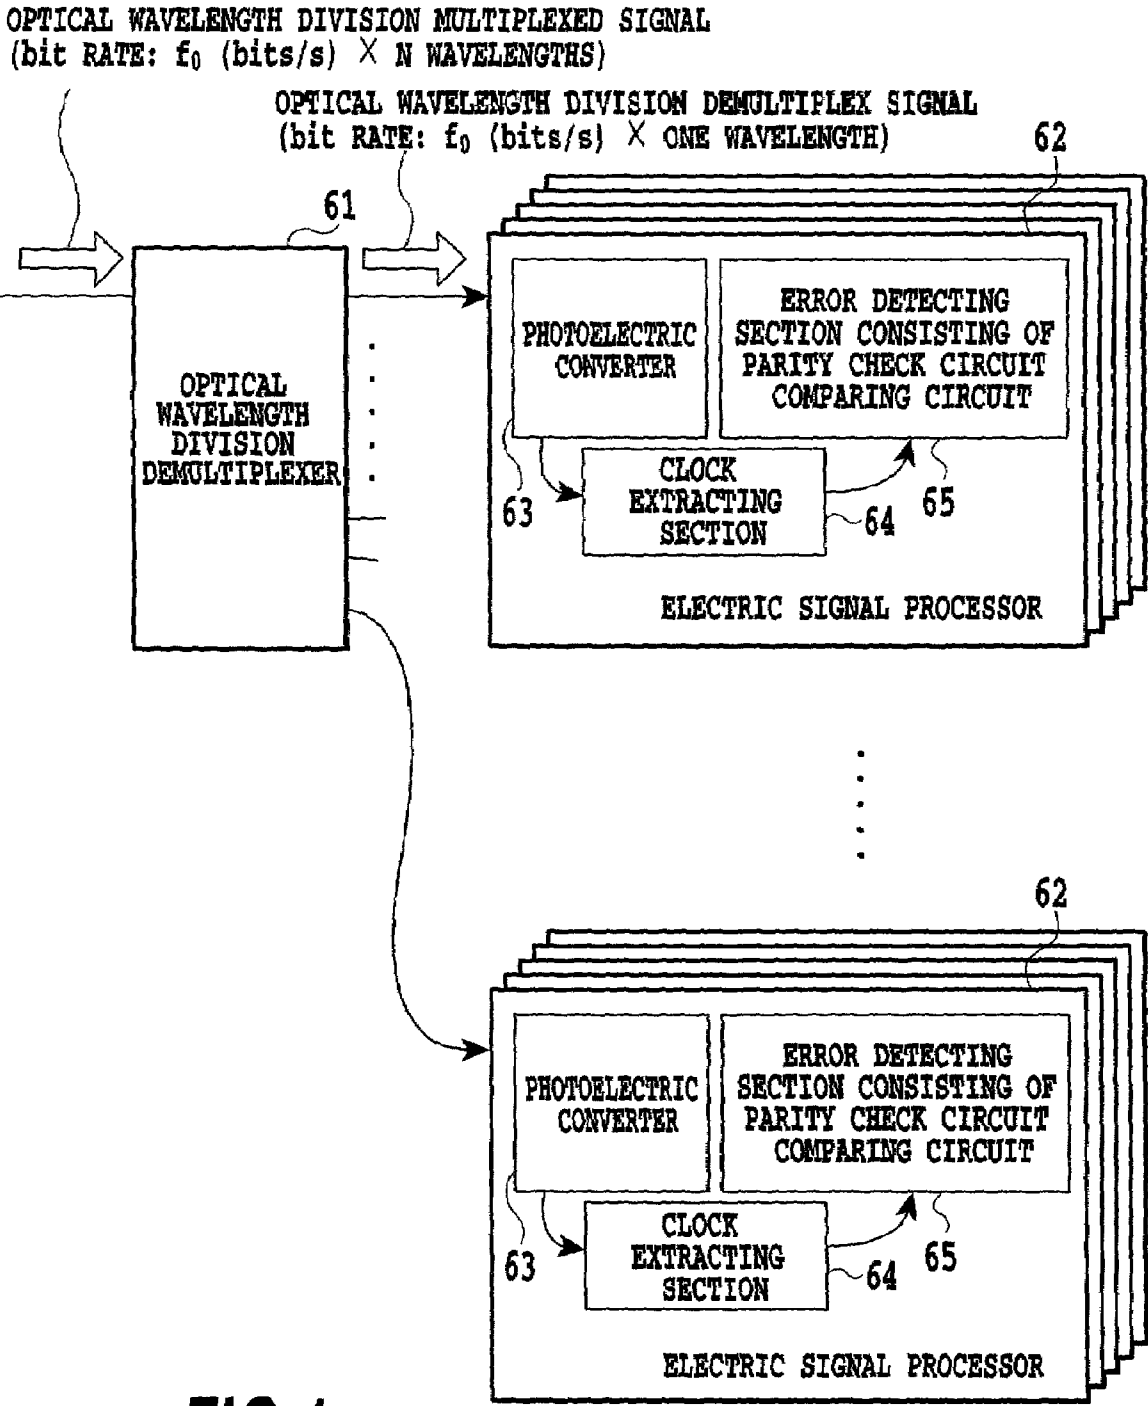 OPTICAL WAVELENGTH DIVISION MULTIPLEXED SIGNAL
(bit RATE: f₀ (bits/s) × N WAVELENGTHS)
OPTICAL WAVELENGTH DIVISION DEMULTIPLEX SIGNAL
(bit RATE: f₀ (bits/s) × ONE WAVELENGTH)
61
62
OPTICAL
WAVELENGTH
DIVISION
DEMULTIPLEXER
PHOTOELECTRIC
CONVERTER
ERROR DETECTING
SECTION CONSISTING OF
PARITY CHECK CIRCUIT
COMPARING CIRCUIT
63
CLOCK
EXTRACTING
SECTION
64
65
ELECTRIC SIGNAL PROCESSOR
62
PHOTOELECTRIC
CONVERTER
ERROR DETECTING
SECTION CONSISTING OF
PARITY CHECK CIRCUIT
COMPARING CIRCUIT
63
CLOCK
EXTRACTING
SECTION
64
65
ELECTRIC SIGNAL PROCESSOR